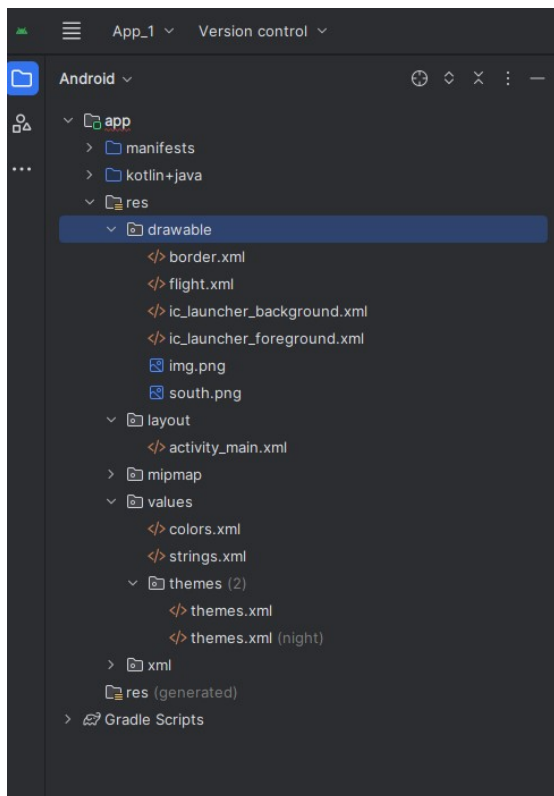 App_1 Version control
Android
app
manifests
kotlin+java
res
drawable
</> border.xml
</> flight.xml
</> ic_launcher_background.xml
</> ic_launcher_foreground.xml
img.png
south.png
layout
</> activity_main.xml
mipmap
values
</> colors.xml
</> strings.xml
themes (2)
</> themes.xml
</> themes.xml (night)
xml
res (generated)
Gradle Scripts